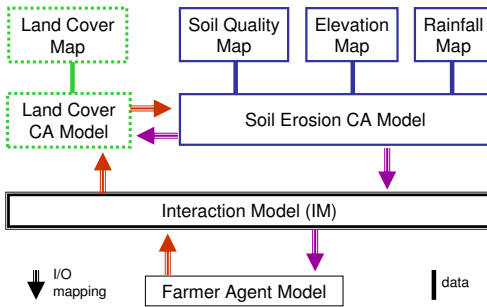 Land Cover
Map
Soil Quality
Map
Elevation
Map
Rainfall
Map
Land Cover
CA Model
Soil Erosion CA Model
Interaction Model (IM)
I/O
mapping
Farmer Agent Model
data